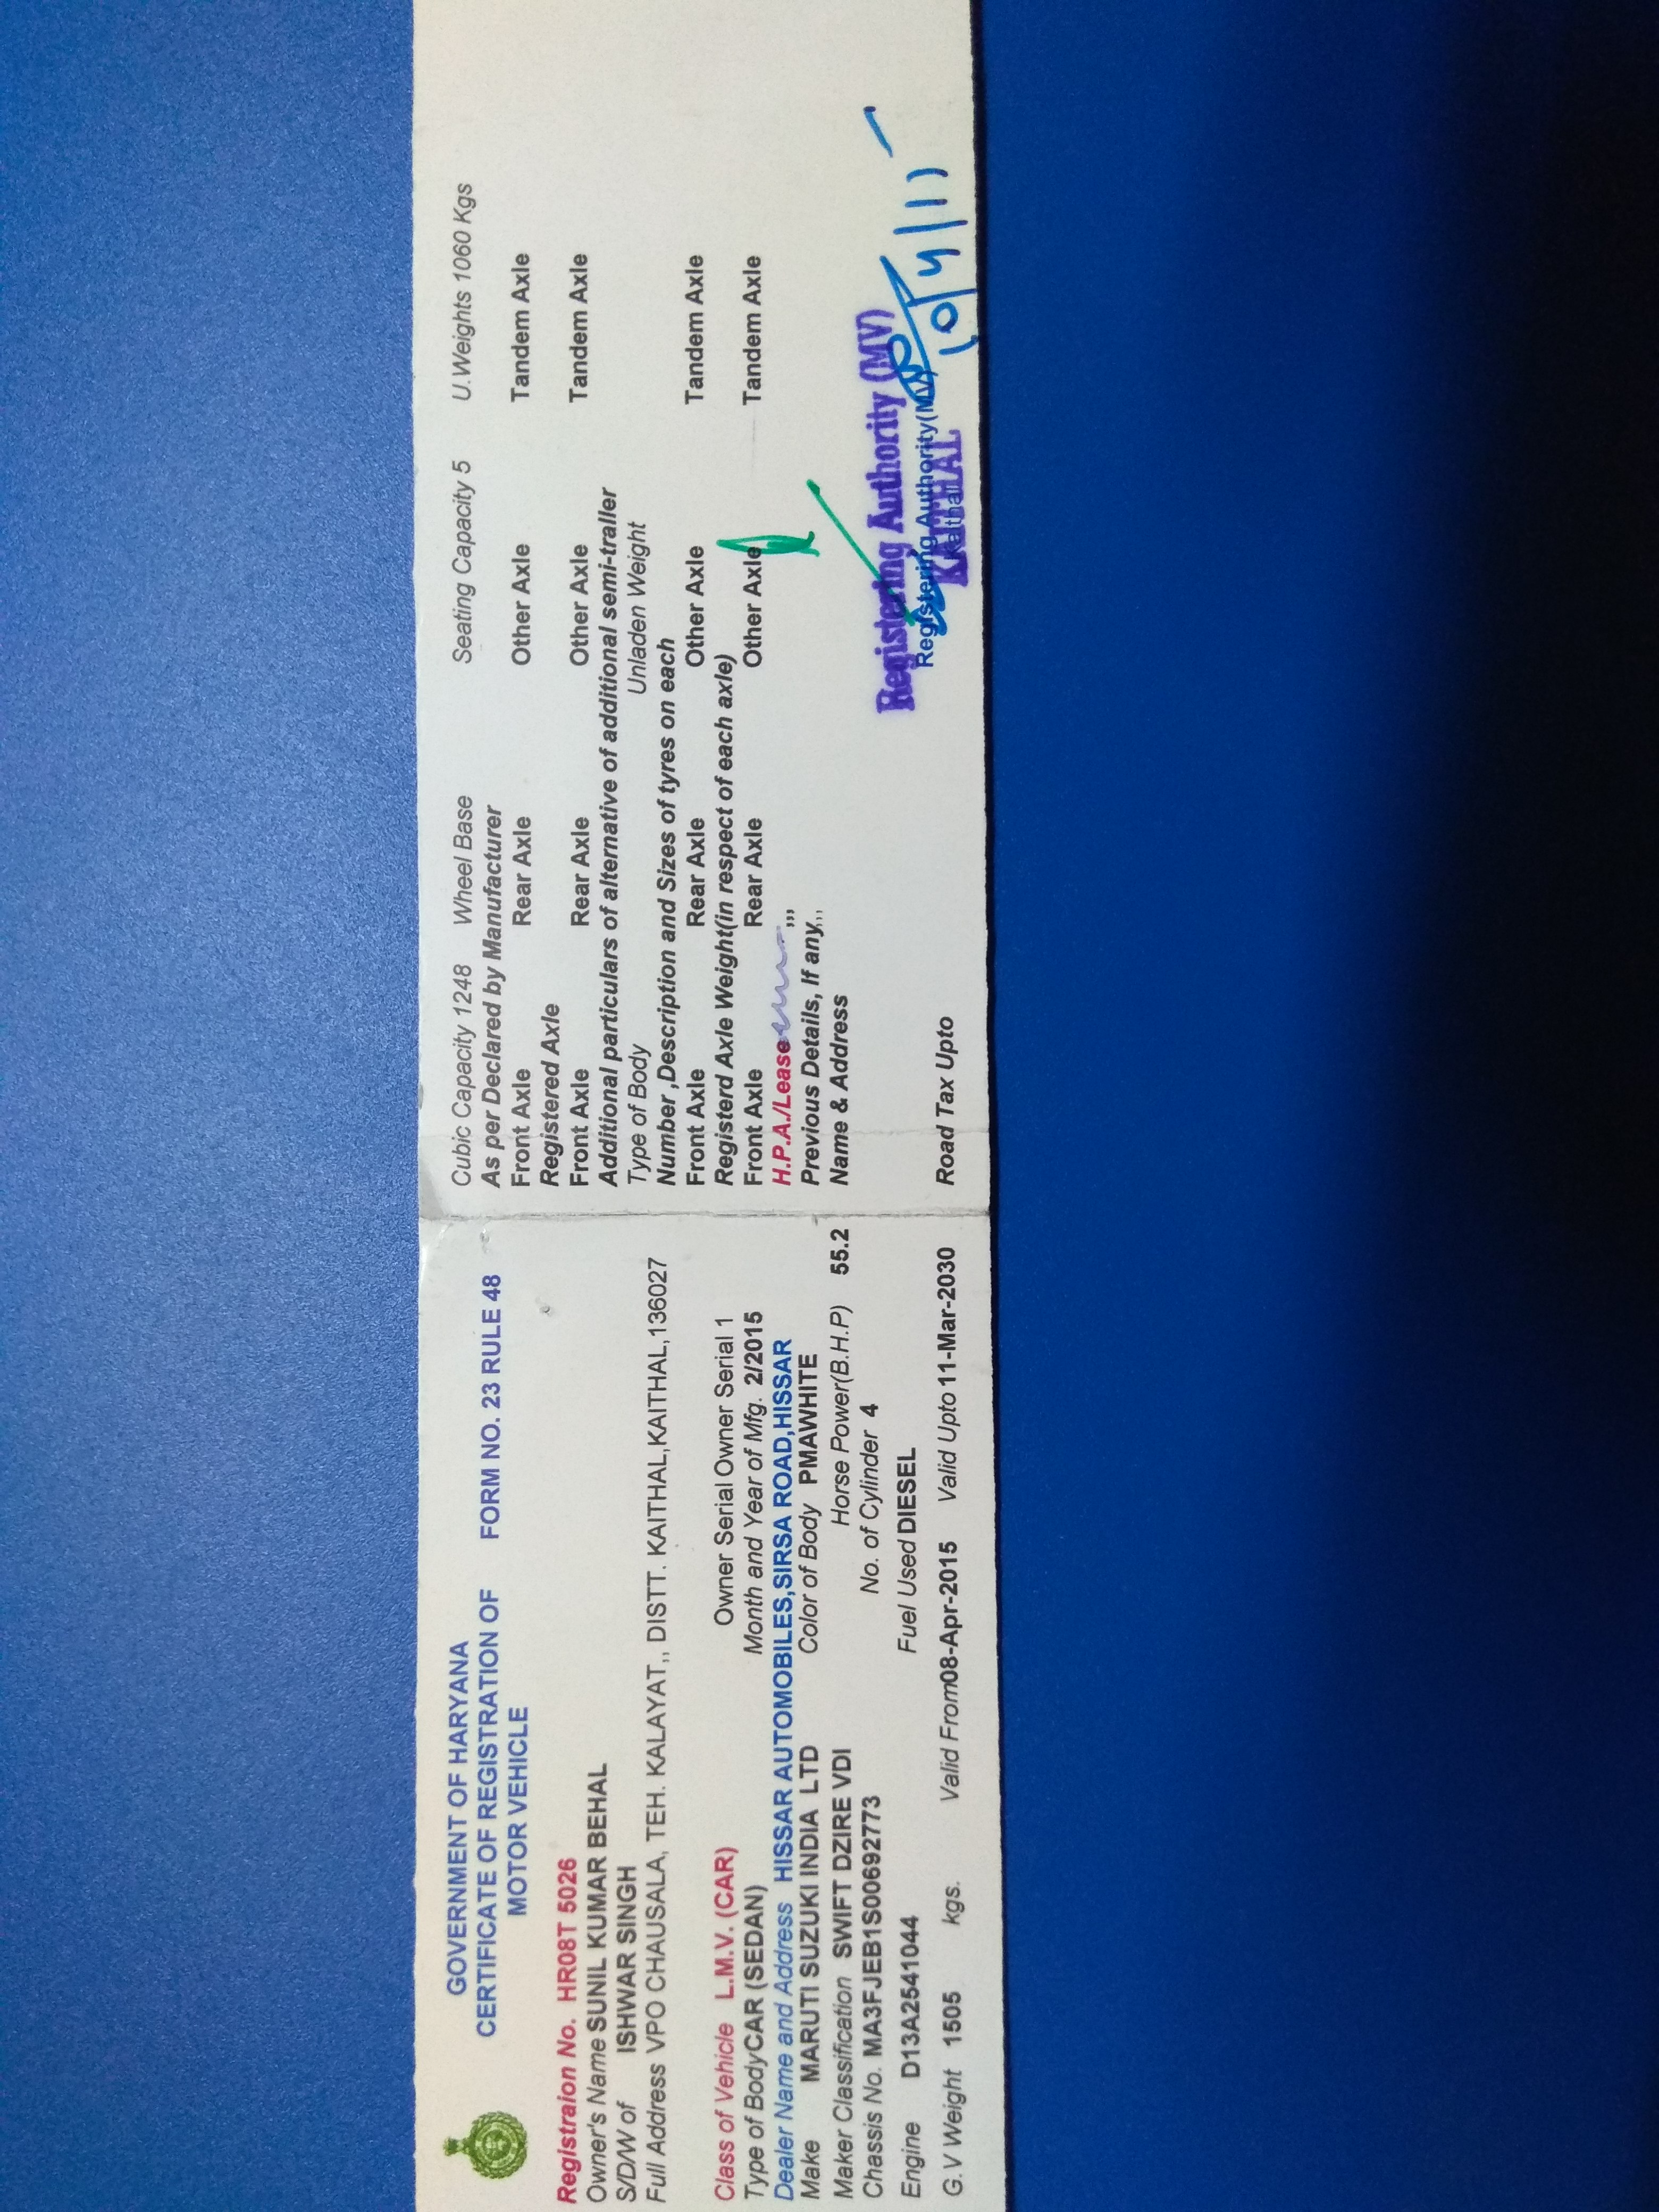 GOVERNMENT OF HARYANA
CERTIFICATE OF REGISTRATION OF FORM NO. 23 RULE 48
MOTOR VEHICLE
Registraion No. HR08T 5026
Owner's Name SUNIL KUMAR BEHAL
S/D/W of ISHWAR SINGH
Full Address VPO CHAUSALA, TEH. KALAYAT,, DISTT. KAITHAL,KAITHAL,136027
Class of Vehicle L.M.V. (CAR) Owner Serial Owner Serial 1
Type of BodyCAR (SEDAN) Month and Year of Mfg. 2/2015
Dealer Name and Address HISSAR AUTOMOBILES,SIRSA ROAD,HISSAR
Make MARUTI SUZUKI INDIA LTD Color of Body PMAWHITE
Maker Classification SWIFT DZIRE VDI Horse Power(B.H.P) 55.2
Chassis No. MA3FJEB1S00692773 No. of Cylinder 4
Engine D13A2541044 Fuel Used DIESEL
G.V Weight 1505 kgs. Valid From08-Apr-2015 Valid Upto 11-Mar-2030
Cubic Capacity 1248 Wheel Base Seating Capacity 5 U.Weights 1060 Kgs
As per Declared by Manufacturer
Front Axle Rear Axle Other Axle Tandem Axle
Registered Axle
Front Axle Rear Axle Other Axle Tandem Axle
Additional particulars of alternative of additional semi-traller
Type of Body Unladen Weight
Number ,Description and Sizes of tyres on each
Front Axle Rear Axle Other Axle Tandem Axle
Registerd Axle Weight(in respect of each axle)
Front Axle Rear Axle Other Axle Tandem Axle
H.P.A./Lease ,,,
Previous Details, If any,,,
Name & Address
Registering Authority (MV)
Registering Authority(MV)
KAITHAL
Kaithal
Road Tax Upto